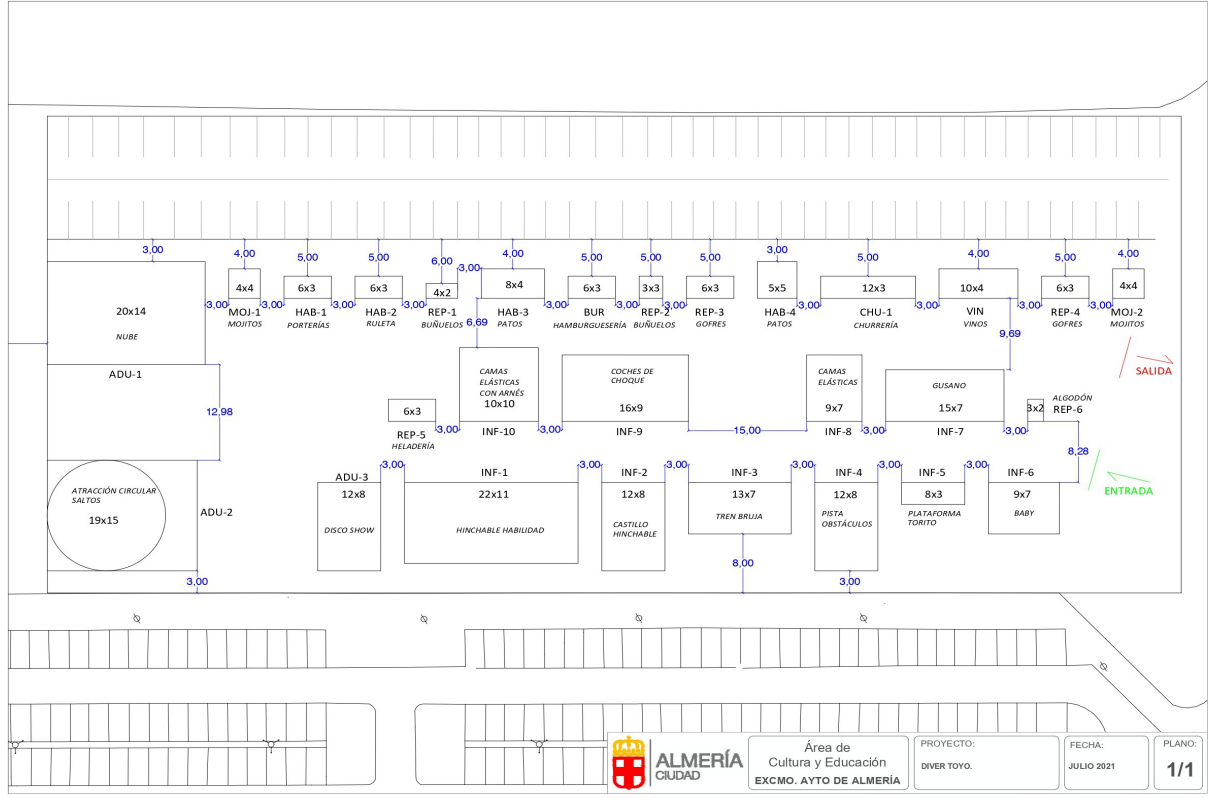 3,00
4,00
5,00
5,00
6,00
3,00
4,00
5,00
5,00
5,00
3,00
5,00
4,00
5,00
4,00
20x14
NUBE
4x4
6x3
6x3
4x2
8x4
6x3
3x3
6x3
5x5
12x3
10x4
6x3
4x4
3,00
3,00
3,00
3,00
3,00
3,00
3,00
3,00
3,00
3,00
3,00
MOJ-1
MOJITOS
HAB-1
PORTERÍAS
HAB-2
RULETA
REP-1
BUÑUELOS
HAB-3
PATOS
BUR
HAMBURGUESERÍA
REP-2
BUÑUELOS
REP-3
GOFRES
HAB-4
PATOS
CHU-1
CHURRERÍA
VIN
VINOS
REP-4
GOFRES
MOJ-2
MOJITOS
6,69
9,69
SALIDA
ADU-1
12,98
6x3
REP-5
HELADERÍA
3,00
CAMAS
ELÁSTICAS
CON ARNÉS
10x10
INF-10
3,00
COCHES DE
CHOQUE
16x9
INF-9
15,00
CAMAS
ELÁSTICAS
9x7
INF-8
3,00
GUSANO
15x7
INF-7
3,00
3x2
ALGODÓN
REP-6
8,28
ENTRADA
ATRACCIÓN CIRCULAR
SALTOS
19x15
ADU-2
3,00
ADU-3
12x8
DISCO SHOW
3,00
INF-1
22x11
HINCHABLE HABILIDAD
3,00
INF-2
12x8
CASTILLO
HINCHABLE
3,00
INF-3
13x7
TREN BRUJA
8,00
3,00
INF-4
12x8
PISTA
OBSTÁCULOS
3,00
3,00
INF-5
8x3
PLATAFORMA
TORITO
3,00
INF-6
9x7
BABY
ALMERÍA
CIUDAD
Área de
Cultura y Educación
EXCMO. AYTO DE ALMERÍA
PROYECTO:
DIVER TOYO.
FECHA:
JULIO 2021
PLANO:
1/1